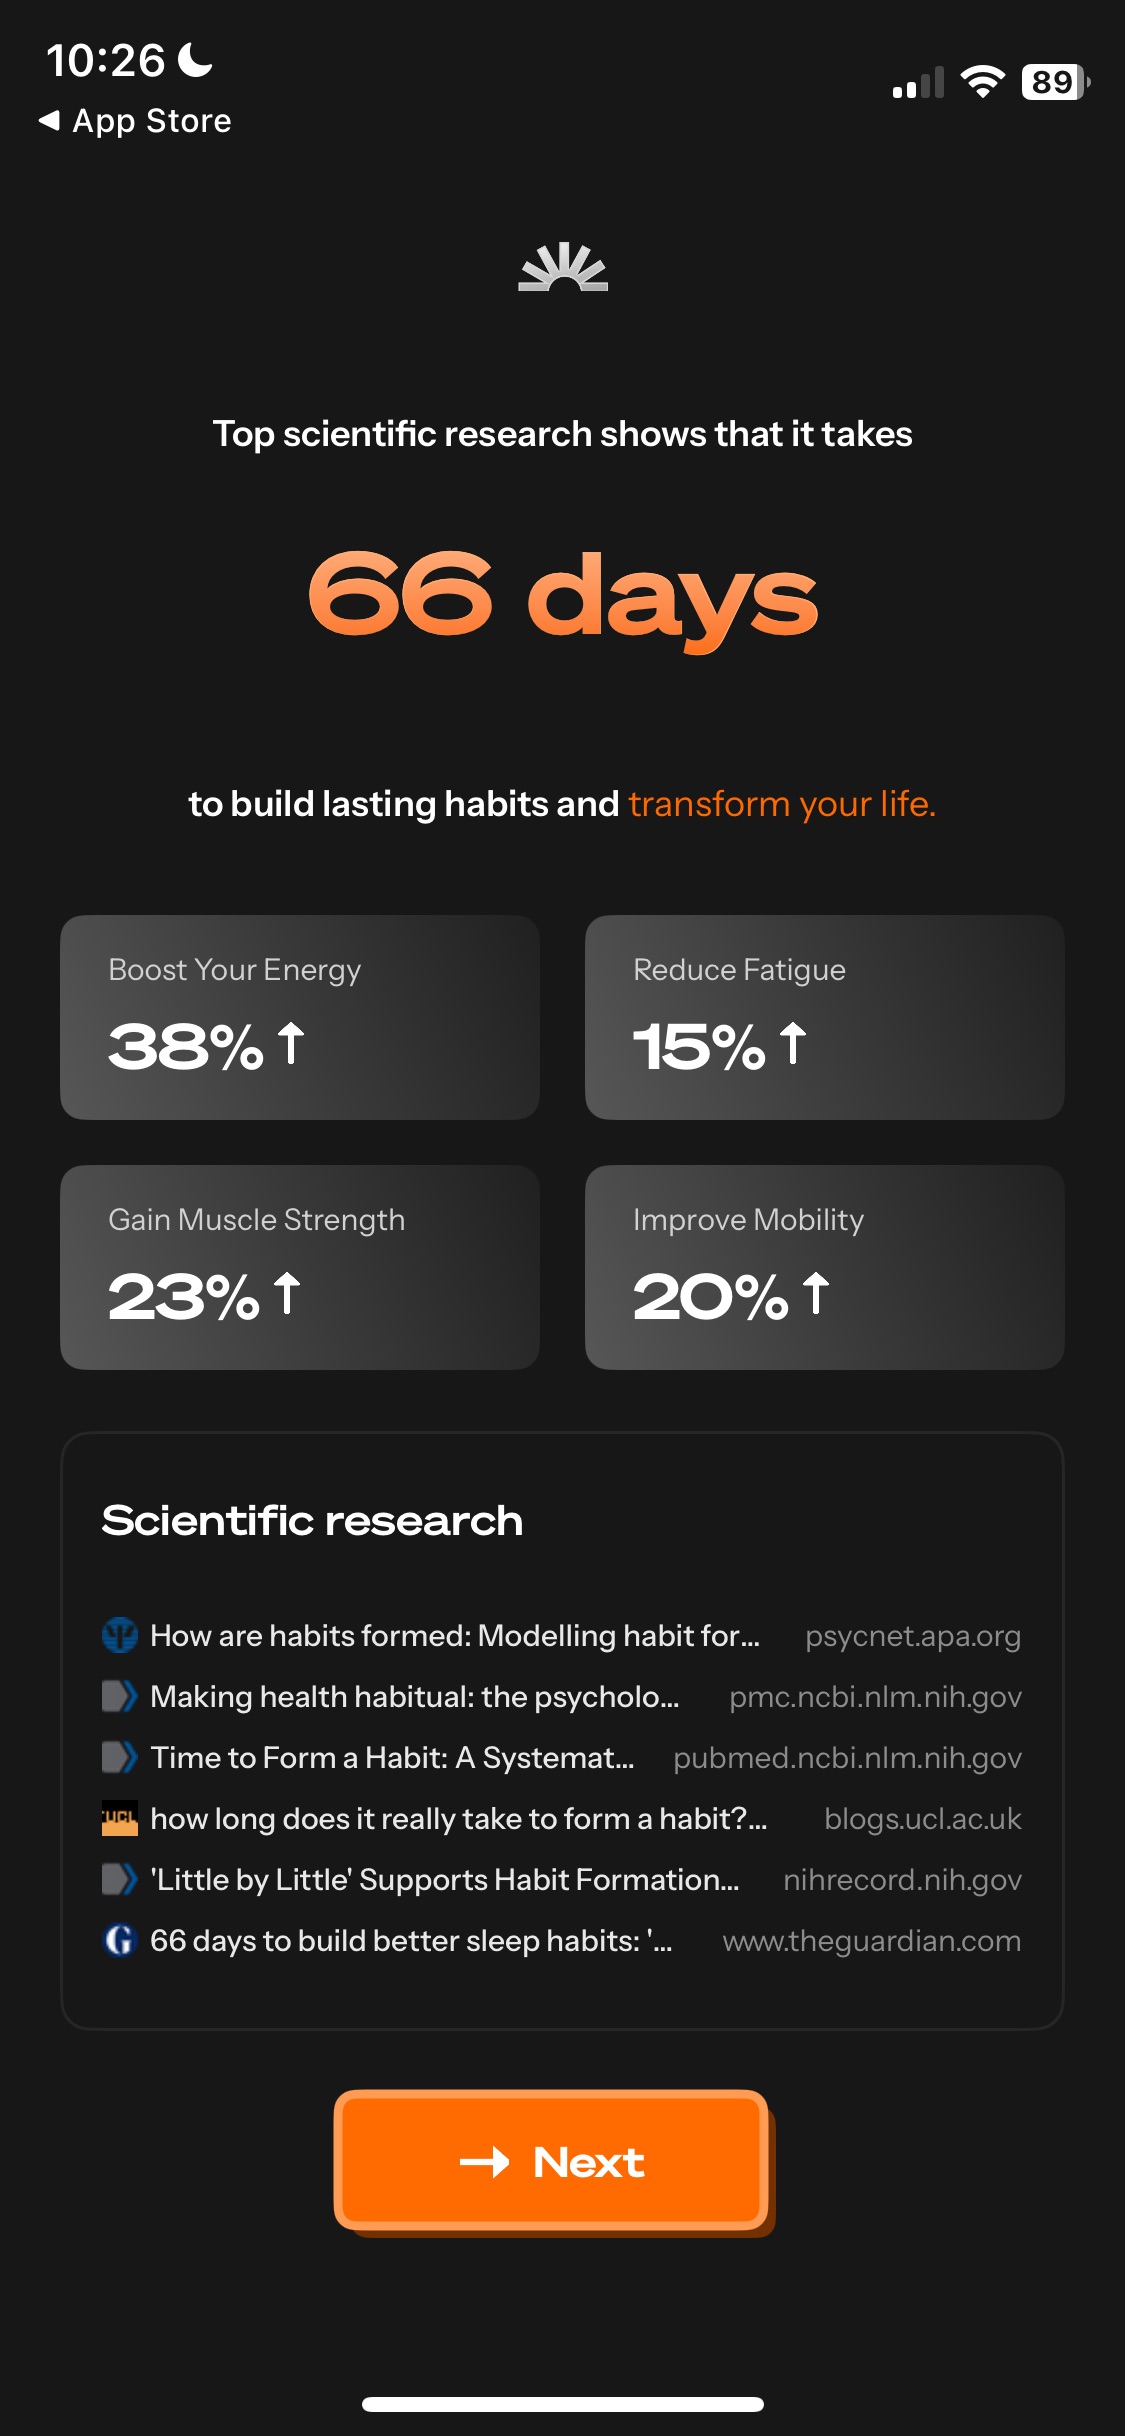 10:26
89
◀ App Store
Top scientific research shows that it takes
66 days
to build lasting habits and transform your life.
Boost Your Energy
38% ↑
Reduce Fatigue
15% ↑
Gain Muscle Strength
23% ↑
Improve Mobility
20% ↑
Scientific research
How are habits formed: Modelling habit for... psycnet.apa.org
Making health habitual: the psycholo... pmc.ncbi.nlm.nih.gov
Time to Form a Habit: A Systemat... pubmed.ncbi.nlm.nih.gov
UCL how long does it really take to form a habit?... blogs.ucl.ac.uk
'Little by Little' Supports Habit Formation... nihrecord.nih.gov
G 66 days to build better sleep habits: '... www.theguardian.com
→ Next